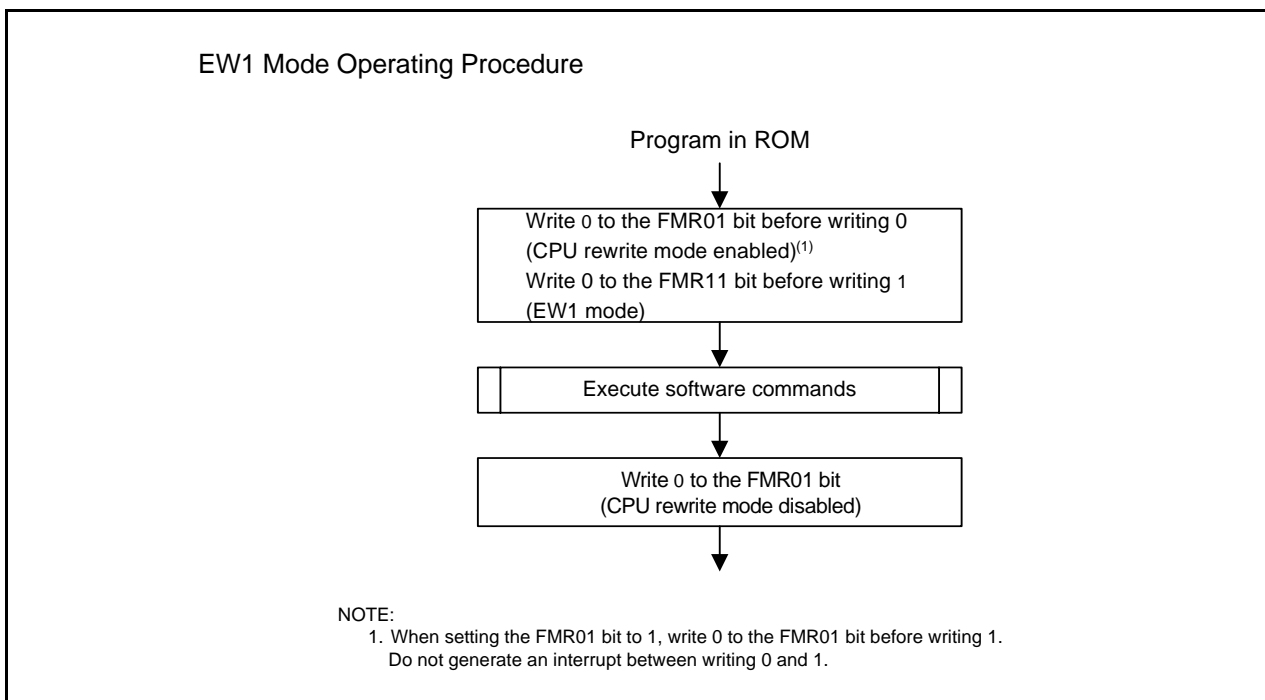 EW1 Mode Operating Procedure
Program in ROM
Write 0 to the FMR01 bit before writing 0
(CPU rewrite mode enabled)(1)
Write 0 to the FMR11 bit before writing 1
(EW1 mode)
Execute software commands
Write 0 to the FMR01 bit
(CPU rewrite mode disabled)
NOTE:
1. When setting the FMR01 bit to 1, write 0 to the FMR01 bit before writing 1.
Do not generate an interrupt between writing 0 and 1.